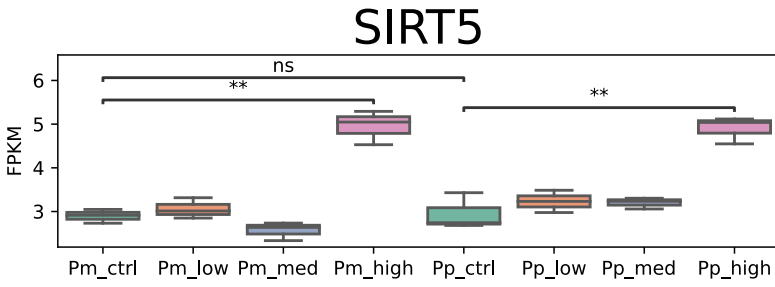 SIRT5
FPKM
6
5
4
3
ns
**
**
Pm_ctrl Pm_low Pm_med Pm_high Pp_ctrl Pp_low Pp_med Pp_high